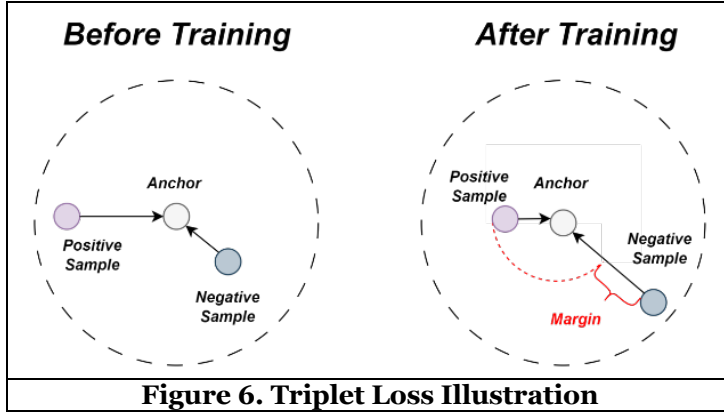 Before Training
After Training
Anchor
Positive
Sample
Negative
Sample
Positive
Sample
Anchor
Negative
Sample
Margin
Figure 6. Triplet Loss Illustration